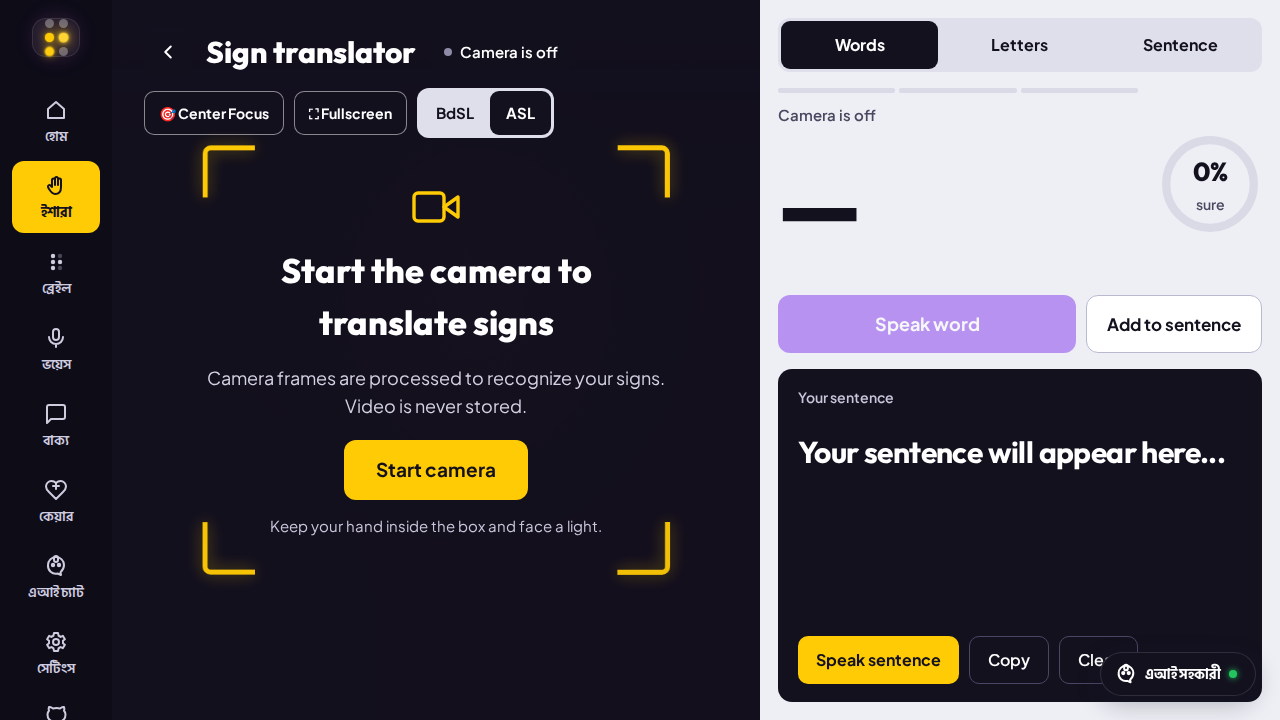 হোম
ইশারা
ব্রেইল
ভয়েস
বাক্য
কেয়ার
এআই চ্যাট
সেটিংস
Sign translator
Camera is off
Center Focus
Fullscreen
BdSL
ASL
Start the camera to
translate signs
Camera frames are processed to recognize your signs.
Video is never stored.
Start camera
Keep your hand inside the box and face a light.
Words
Letters
Sentence
Camera is off
0%
sure
Speak word
Add to sentence
Your sentence
Your sentence will appear here...
Speak sentence
Copy
এআই সহকারী